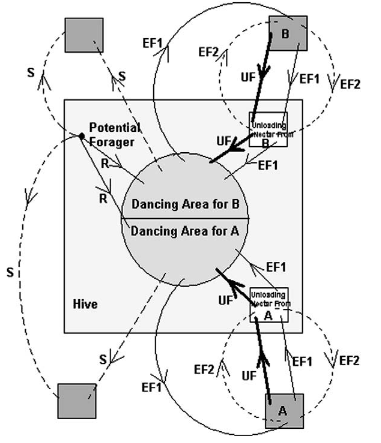 EF1
B
EF2
S
S
UF
EF1
EF2
Potential
Forager
Unloading
Nectar From
B
UF
R
EF1
R
Dancing Area for B
Dancing Area for A
S
EF1
Hive
UF
Unloading
Nectar From
A
S
EF1
EF2
UF
EF1
EF2
A